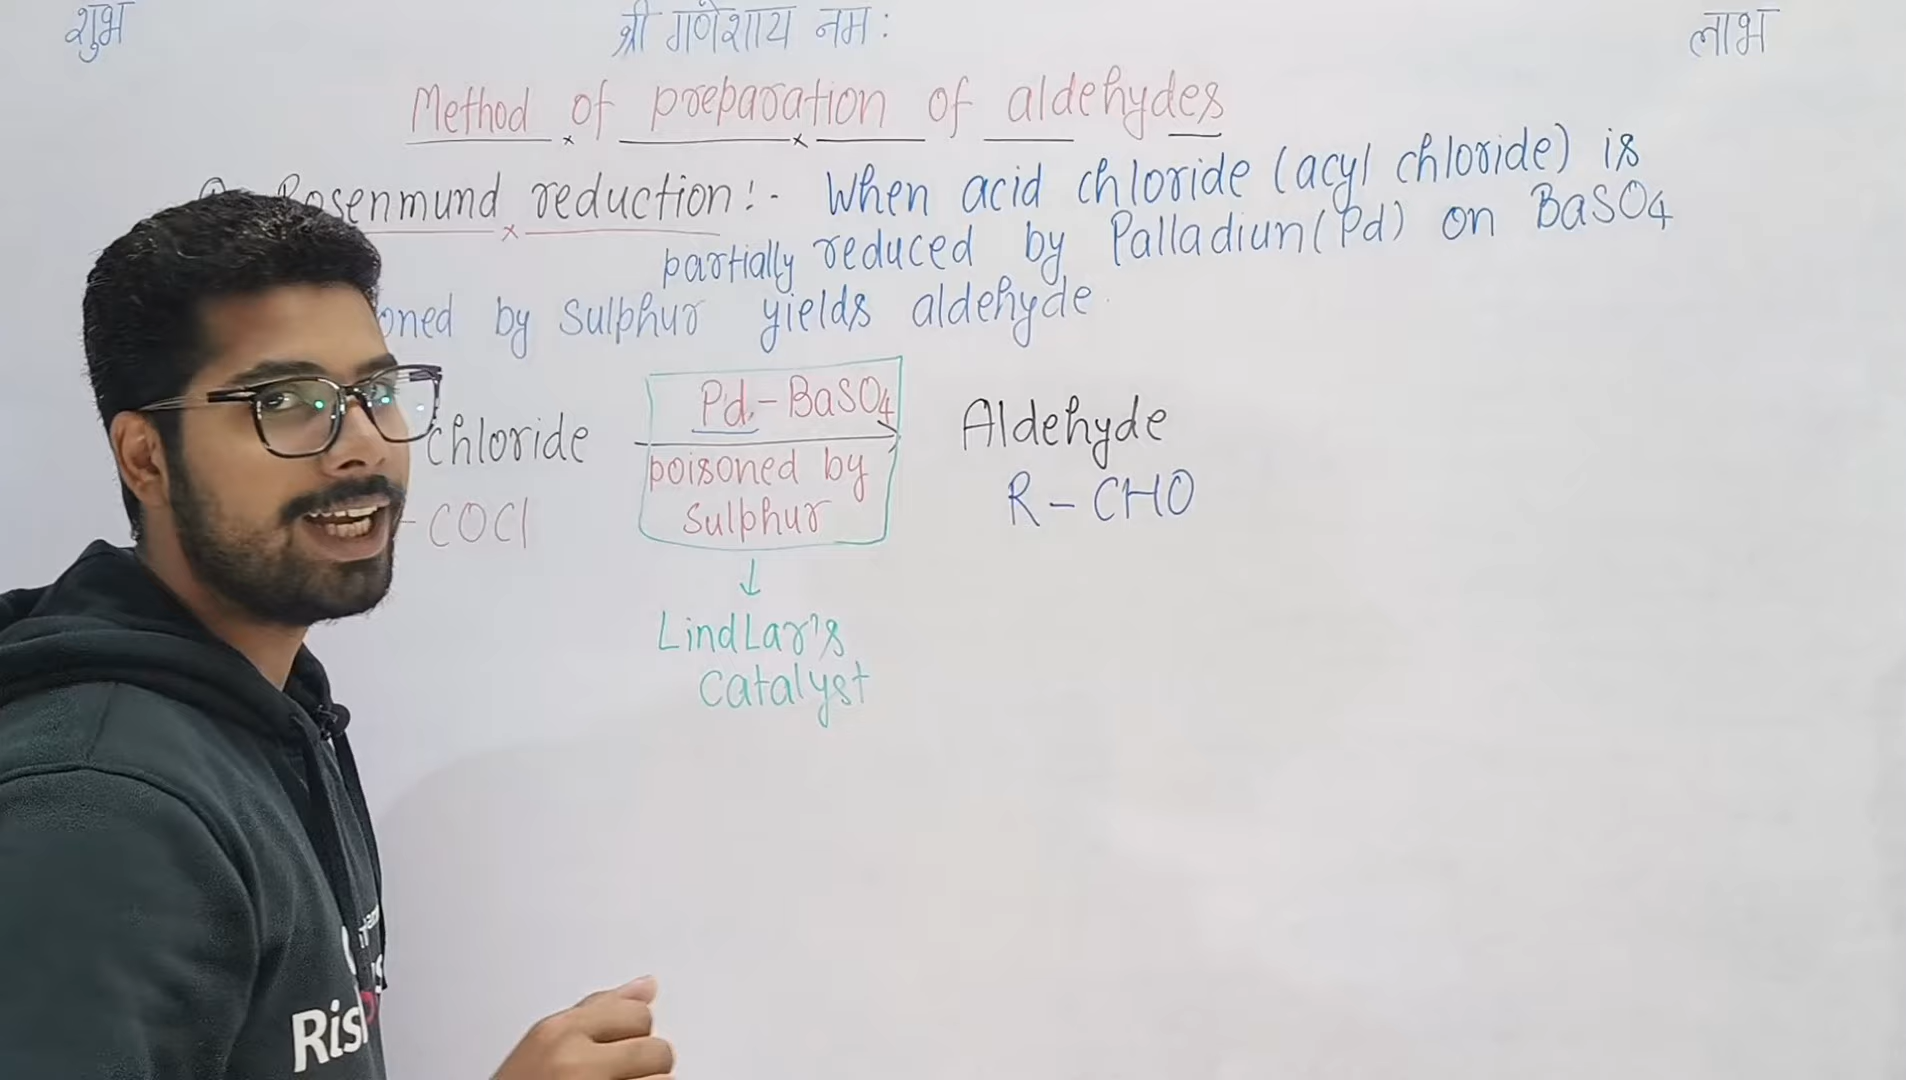 शुभ श्री गणेशाय नमः लाभ
Method of preparation of aldehydes
Rosenmund reduction:- When acid chloride (acyl chloride) is
partially reduced by Palladiun(Pd) on BaSO4
oned by Sulphur yields aldehyde.
Pd-BaSO4
chloride Aldehyde
poisoned by
Sulphur
-COCl R-CHO
↓
LindLar's
Catalyst
Ris